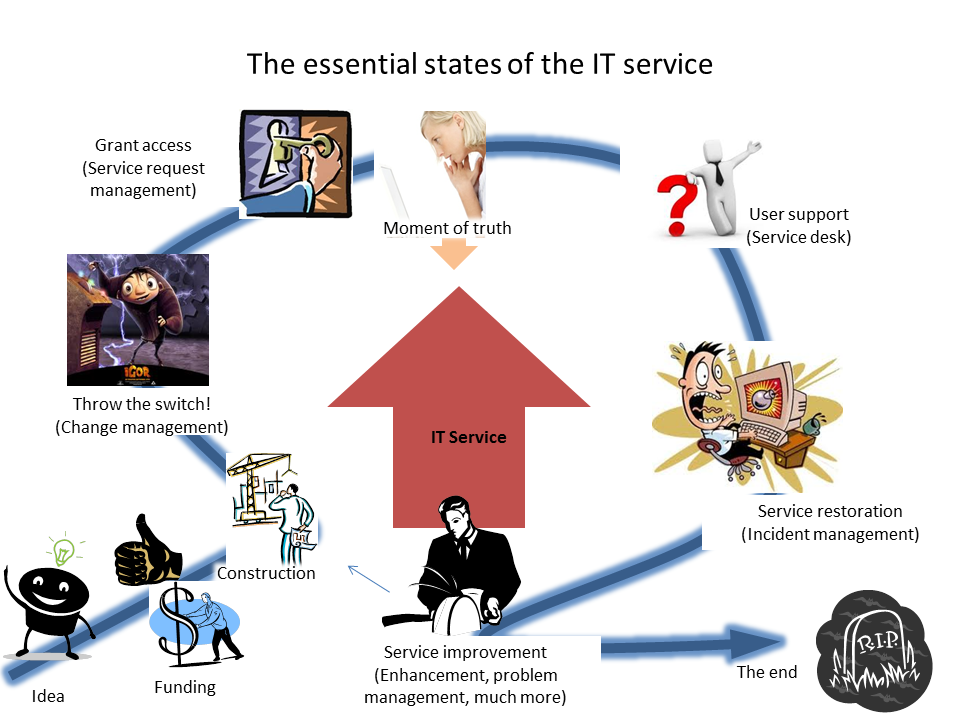 The essential states of the IT service
Grant access
(Service request
management)
Moment of truth
User support
(Service desk)
IGOR
Throw the switch!
(Change management)
IT Service
Service restoration
(Incident management)
Construction
Idea
Funding
Service improvement
(Enhancement, problem
management, much more)
The end
R.I.P.